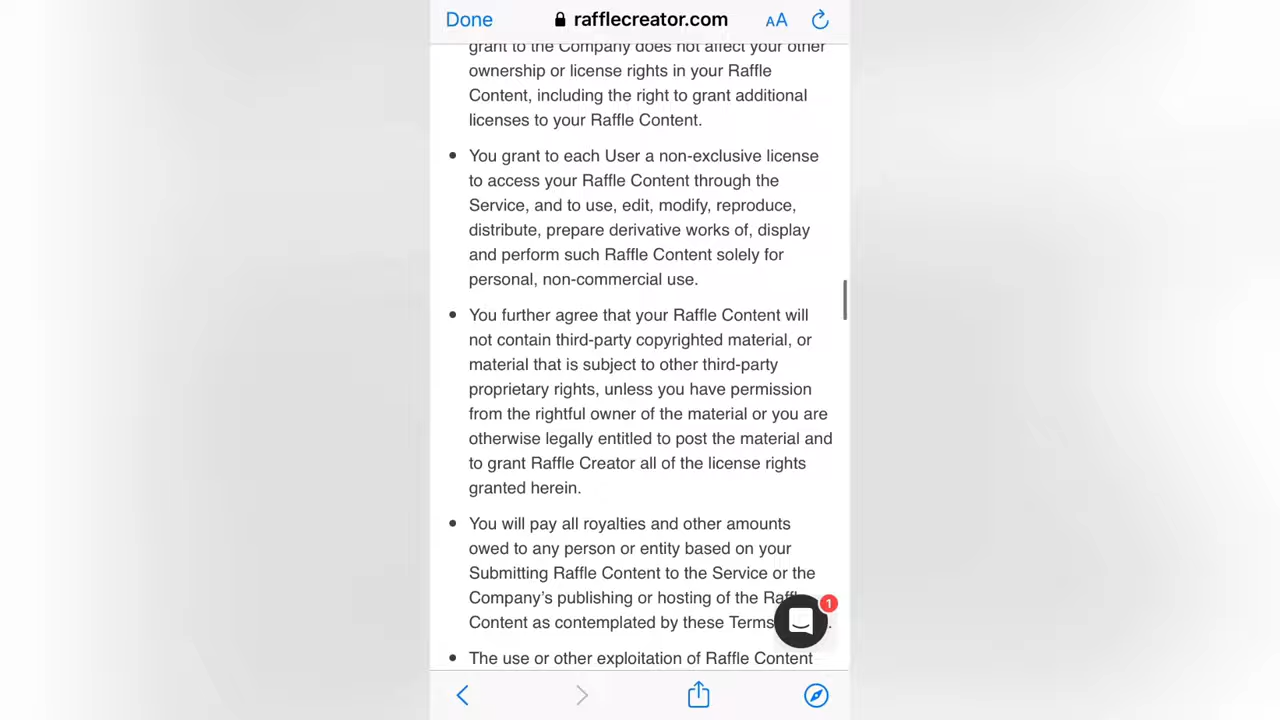 Done
rafflecreator.com
AA
grant to the Company does not affect your other
ownership or license rights in your Raffle
Content, including the right to grant additional
licenses to your Raffle Content.
• You grant to each User a non-exclusive license
to access your Raffle Content through the
Service, and to use, edit, modify, reproduce,
distribute, prepare derivative works of, display
and perform such Raffle Content solely for
personal, non-commercial use.
• You further agree that your Raffle Content will
not contain third-party copyrighted material, or
material that is subject to other third-party
proprietary rights, unless you have permission
from the rightful owner of the material or you are
otherwise legally entitled to post the material and
to grant Raffle Creator all of the license rights
granted herein.
• You will pay all royalties and other amounts
owed to any person or entity based on your
Submitting Raffle Content to the Service or the
Company’s publishing or hosting of the Raffle
Content as contemplated by these Terms
1
• The use or other exploitation of Raffle Content